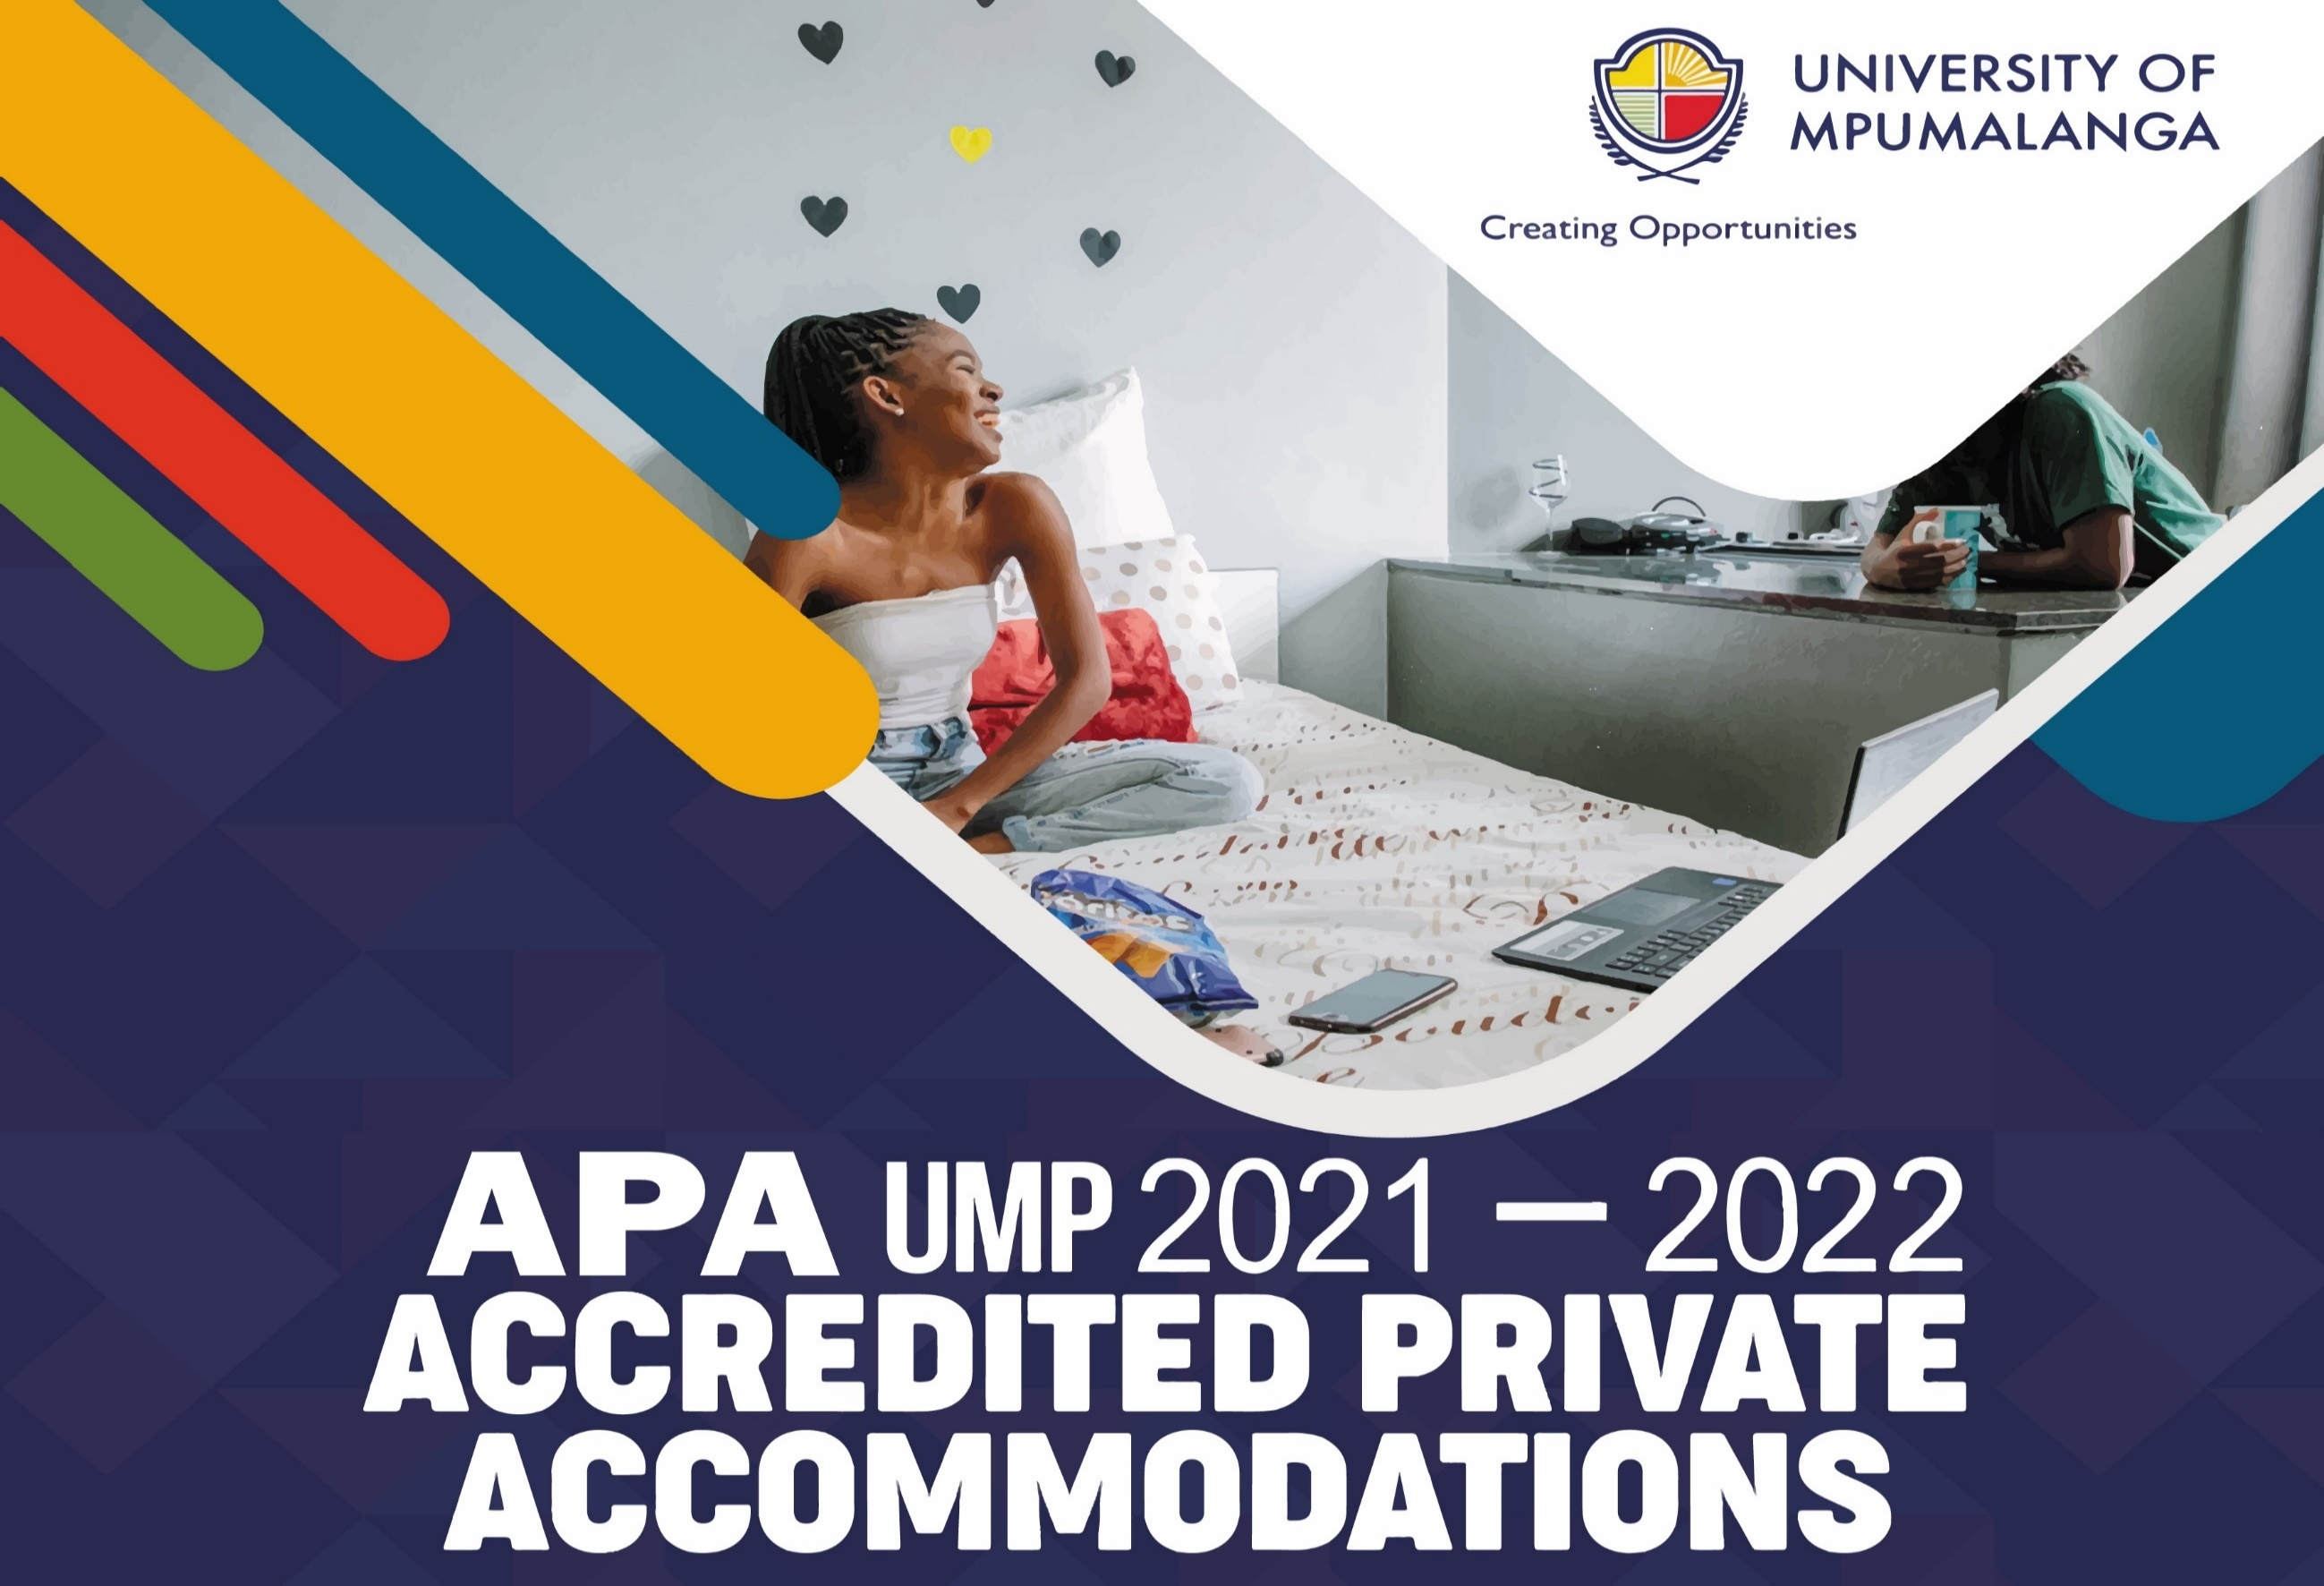 UNIVERSITY OF
MPUMALANGA
Creating Opportunities
APA UMP 2021 — 2022
ACCREDITED PRIVATE
ACCOMMODATIONS